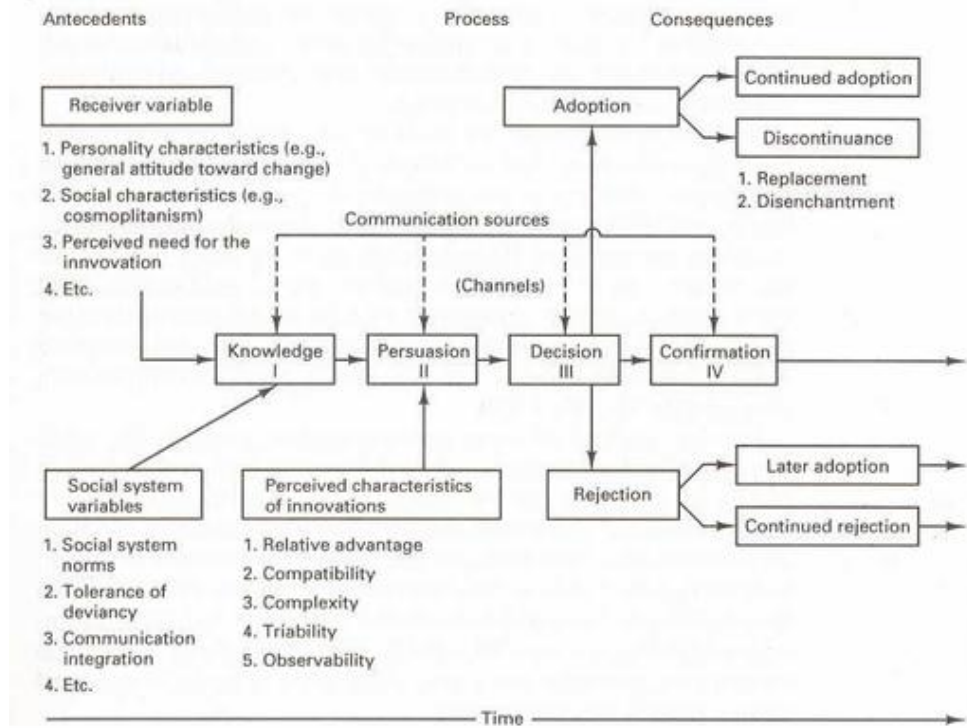 Antecedents
Process
Consequences
Receiver variable
1. Personality characteristics (e.g.,
general attitude toward change)
2. Social characteristics (e.g.,
cosmoplitanism)
3. Perceived need for the
innvovation
4. Etc.
Adoption
Continued adoption
Discontinuance
1. Replacement
2. Disenchantment
Communication sources
(Channels)
Knowledge
I
Persuasion
II
Decision
III
Confirmation
IV
Social system
variables
1. Social system
norms
2. Tolerance of
deviancy
3. Communication
integration
4. Etc.
Perceived characteristics
of innovations
1. Relative advantage
2. Compatibility
3. Complexity
4. Triability
5. Observability
Rejection
Later adoption
Continued rejection
Time